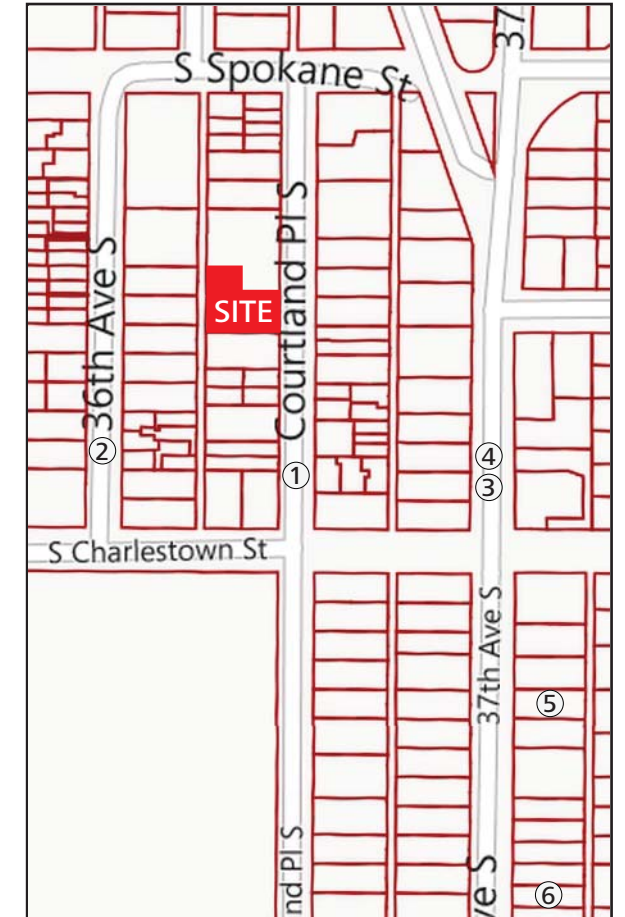 37
S Spokane St
36th Ave S
Courtland Pl S
SITE
②
①
④
③
S Charlestown St
37th Ave S
⑤
nd Pl S
ve S
⑥